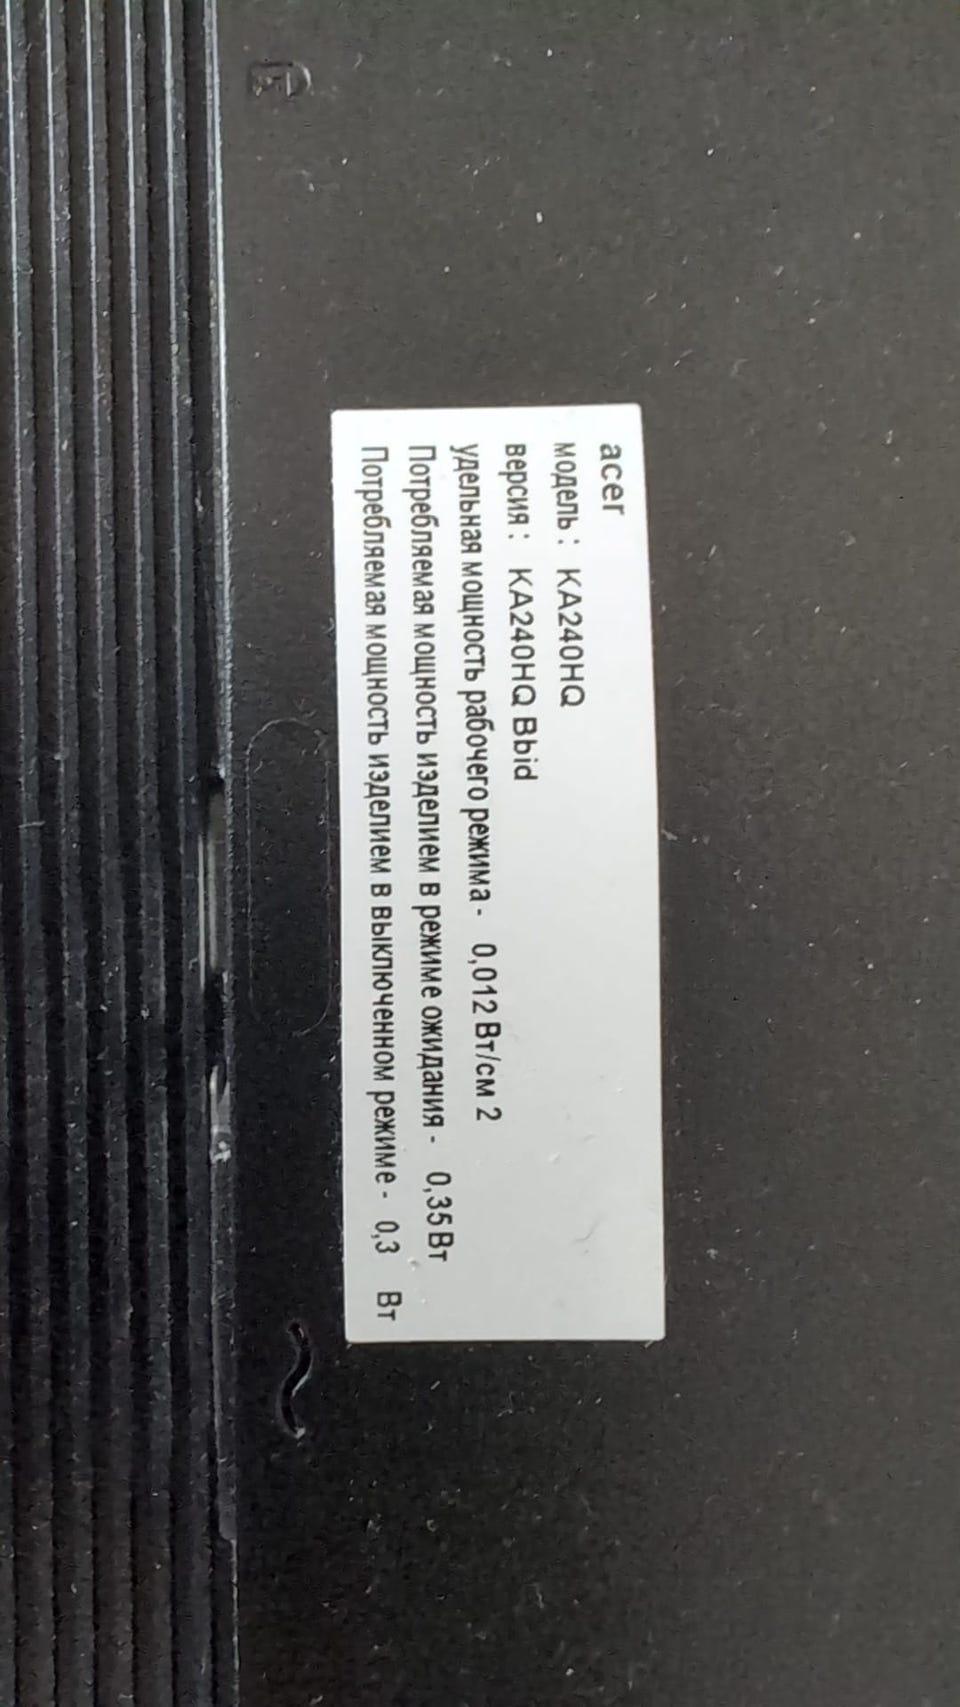 acer
модель : KA240HQ
версия : KA240HQ Bbid
удельная мощность рабочего режима - 0,012 Вт/см 2
Потребляемая мощность изделием в режиме ожидания - 0,35 Вт
Потребляемая мощность изделием в выключенном режиме - 0,3 Вт